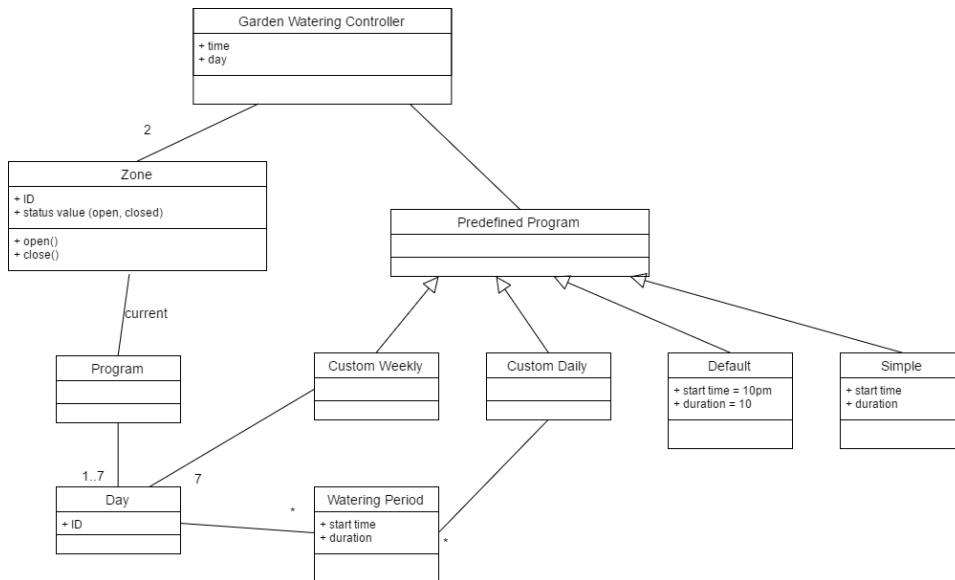 Garden Watering Controller
+ time
+ day
2
Zone
+ ID
+ status value (open, closed)
+ open()
+ close()
Predefined Program
current
Program
Custom Weekly
Custom Daily
Default
+ start time = 10pm
+ duration = 10
Simple
+ start time
+ duration
1..7
7
Day
+ ID
*
Watering Period
+ start time
+ duration
*